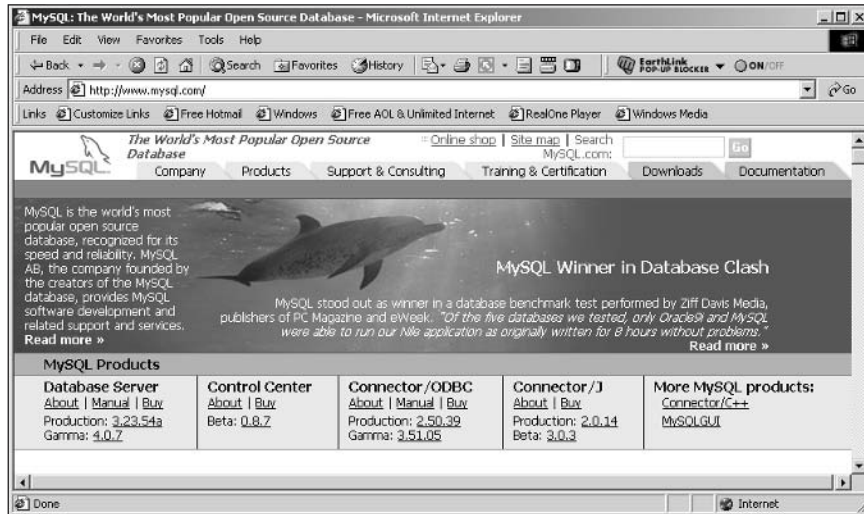 MySQL: The World's Most Popular Open Source Database - Microsoft Internet Explorer
File Edit View Favorites Tools Help
Back Search Favorites History EarthLink POP-UP BLOCKER ON/OFF
Address http://www.mysql.com/ Go
Links Customize Links Free Hotmail Windows Free AOL & Unlimited Internet RealOne Player Windows Media
The World's Most Popular Open Source
Database
Online shop | Site map | Search
MySQL.com:
Go
MySQL
Company Products Support & Consulting Training & Certification Downloads Documentation
MySQL is the world's most
popular open source
database, recognized for its
speed and reliability. MySQL
AB, the company founded by
the creators of the MySQL
database, provides MySQL
software development and
related support and services.
Read more »
MySQL Winner in Database Clash
MySQL stood out as winner in a database benchmark test performed by Ziff Davis Media,
publishers of PC Magazine and eWeek. "Of the five databases we tested, only Oracle9i and MySQL
were able to run our Nile application as originally written for 8 hours without problems."
Read more »
MySQL Products
Database Server
About | Manual | Buy
Production: 3.23.54a
Gamma: 4.0.7
Control Center
About | Buy
Beta: 0.8.7
Connector/ODBC
About | Manual | Buy
Production: 2.50.39
Gamma: 3.51.05
Connector/J
About | Buy
Production: 2.0.14
Beta: 3.0.3
More MySQL products:
Connector/C++
MySQLGUI
Done Internet